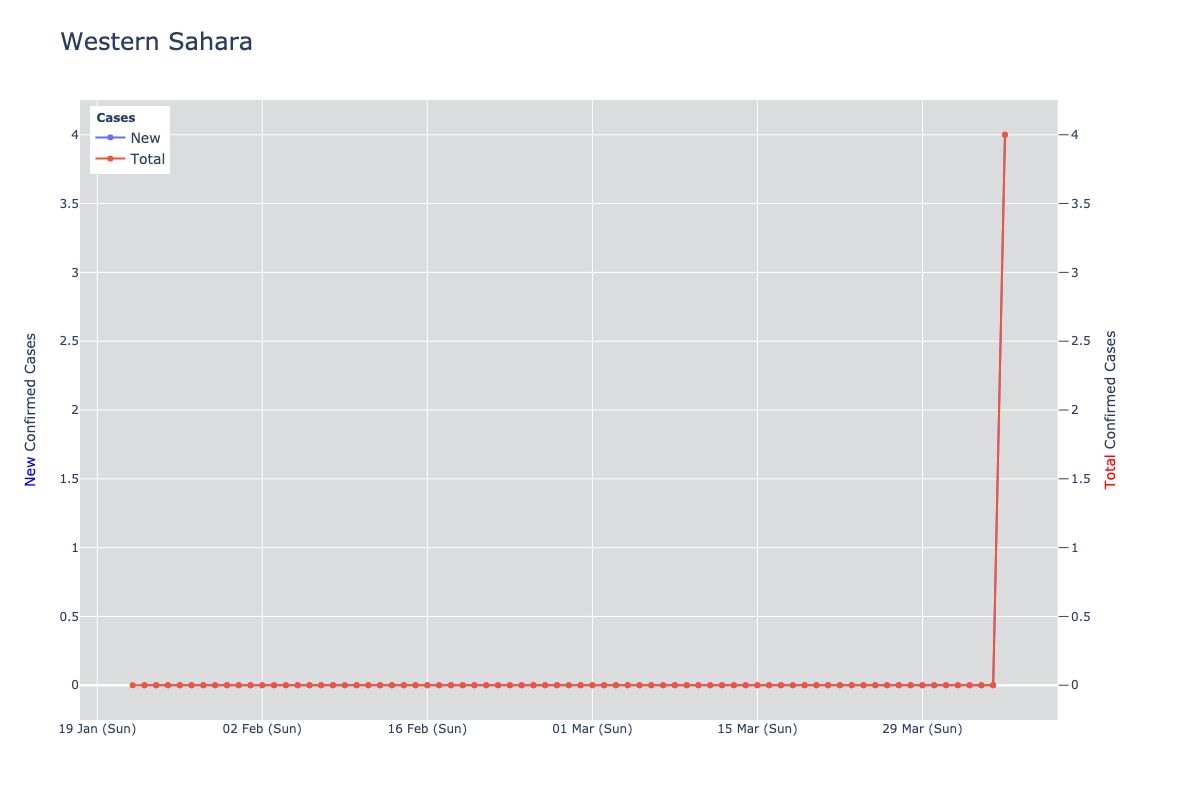 Western Sahara
Cases
New
Total
4
3.5
3
2.5
2
1.5
1
0.5
0
New Confirmed Cases
4
3.5
3
2.5
2
1.5
1
0.5
0
Total Confirmed Cases
19 Jan (Sun) 02 Feb (Sun) 16 Feb (Sun) 01 Mar (Sun) 15 Mar (Sun) 29 Mar (Sun)